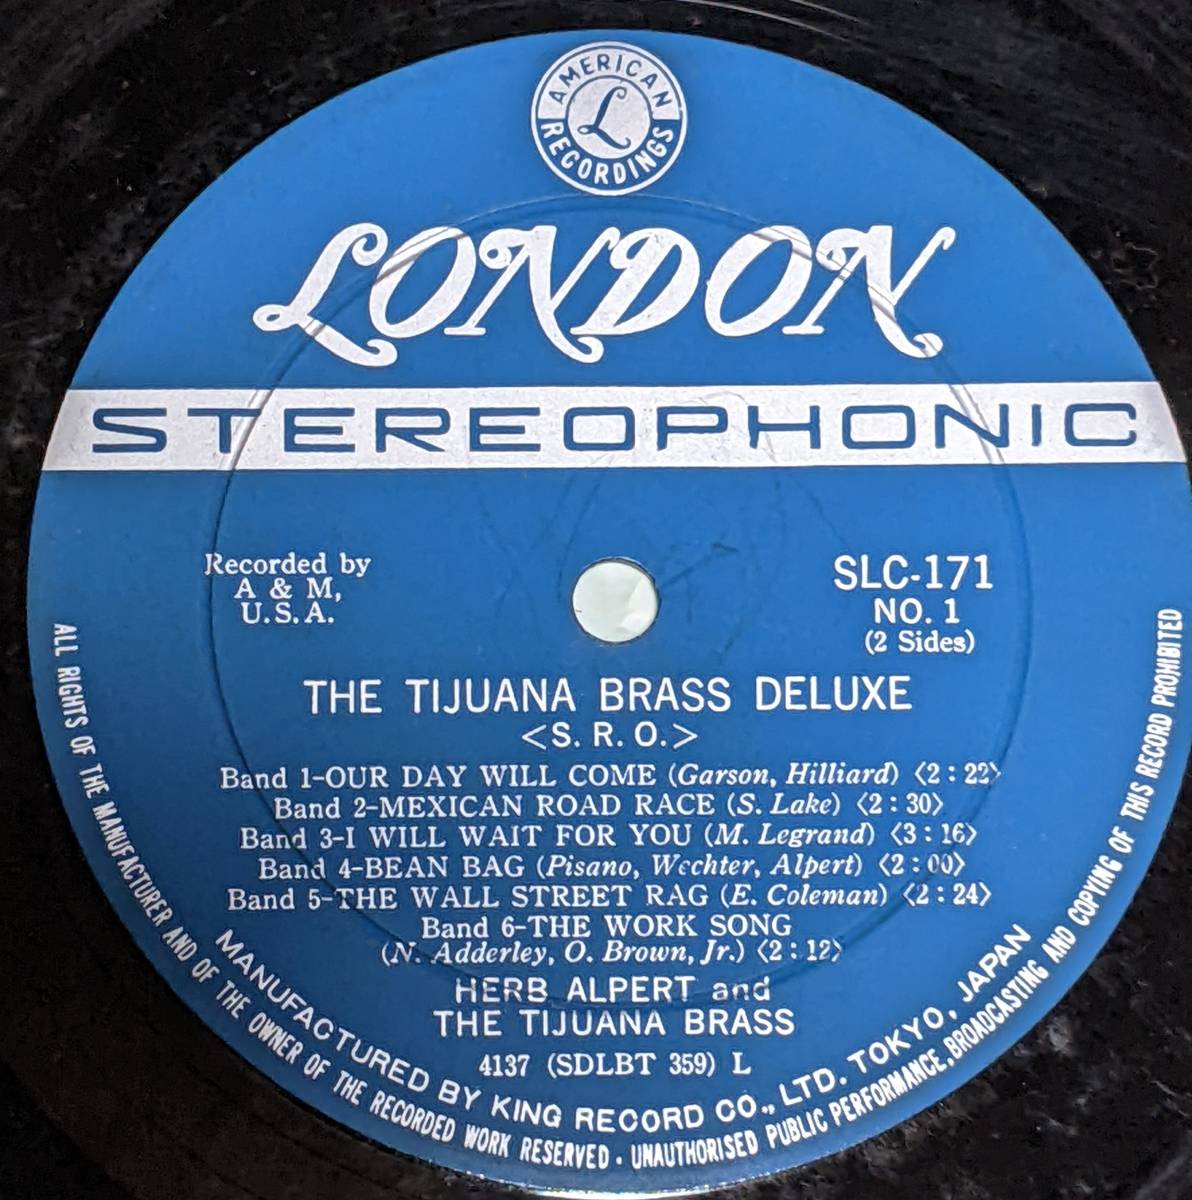 AMERICAN
L
RECORDINGS
LONDON
STEREOPHONIC
Recorded by
A & M,
U.S.A.
SLC-171
NO. 1
(2 Sides)
THE TIJUANA BRASS DELUXE
<S. R. O.>
Band 1-OUR DAY WILL COME (Garson, Hilliard) ⟨2:22⟩
Band 2-MEXICAN ROAD RACE (S. Lake) ⟨2:30⟩
Band 3-I WILL WAIT FOR YOU (M. Legrand) ⟨3:16⟩
Band 4-BEAN BAG (Pisano, Wechter, Alpert) ⟨2:00⟩
Band 5-THE WALL STREET RAG (E. Coleman) ⟨2:24⟩
Band 6-THE WORK SONG
(N. Adderley, O. Brown, Jr.) ⟨2:12⟩
HERB ALPERT and
THE TIJUANA BRASS
4137 (SDLBT 359) L
MANUFACTURED BY KING RECORD CO., LTD. TOKYO, JAPAN
ALL RIGHTS OF THE MANUFACTURER AND OF THE OWNER OF THE RECORDED WORK RESERVED · UNAUTHORISED PUBLIC PERFORMANCE, BROADCASTING AND COPYING OF THIS RECORD PROHIBITED